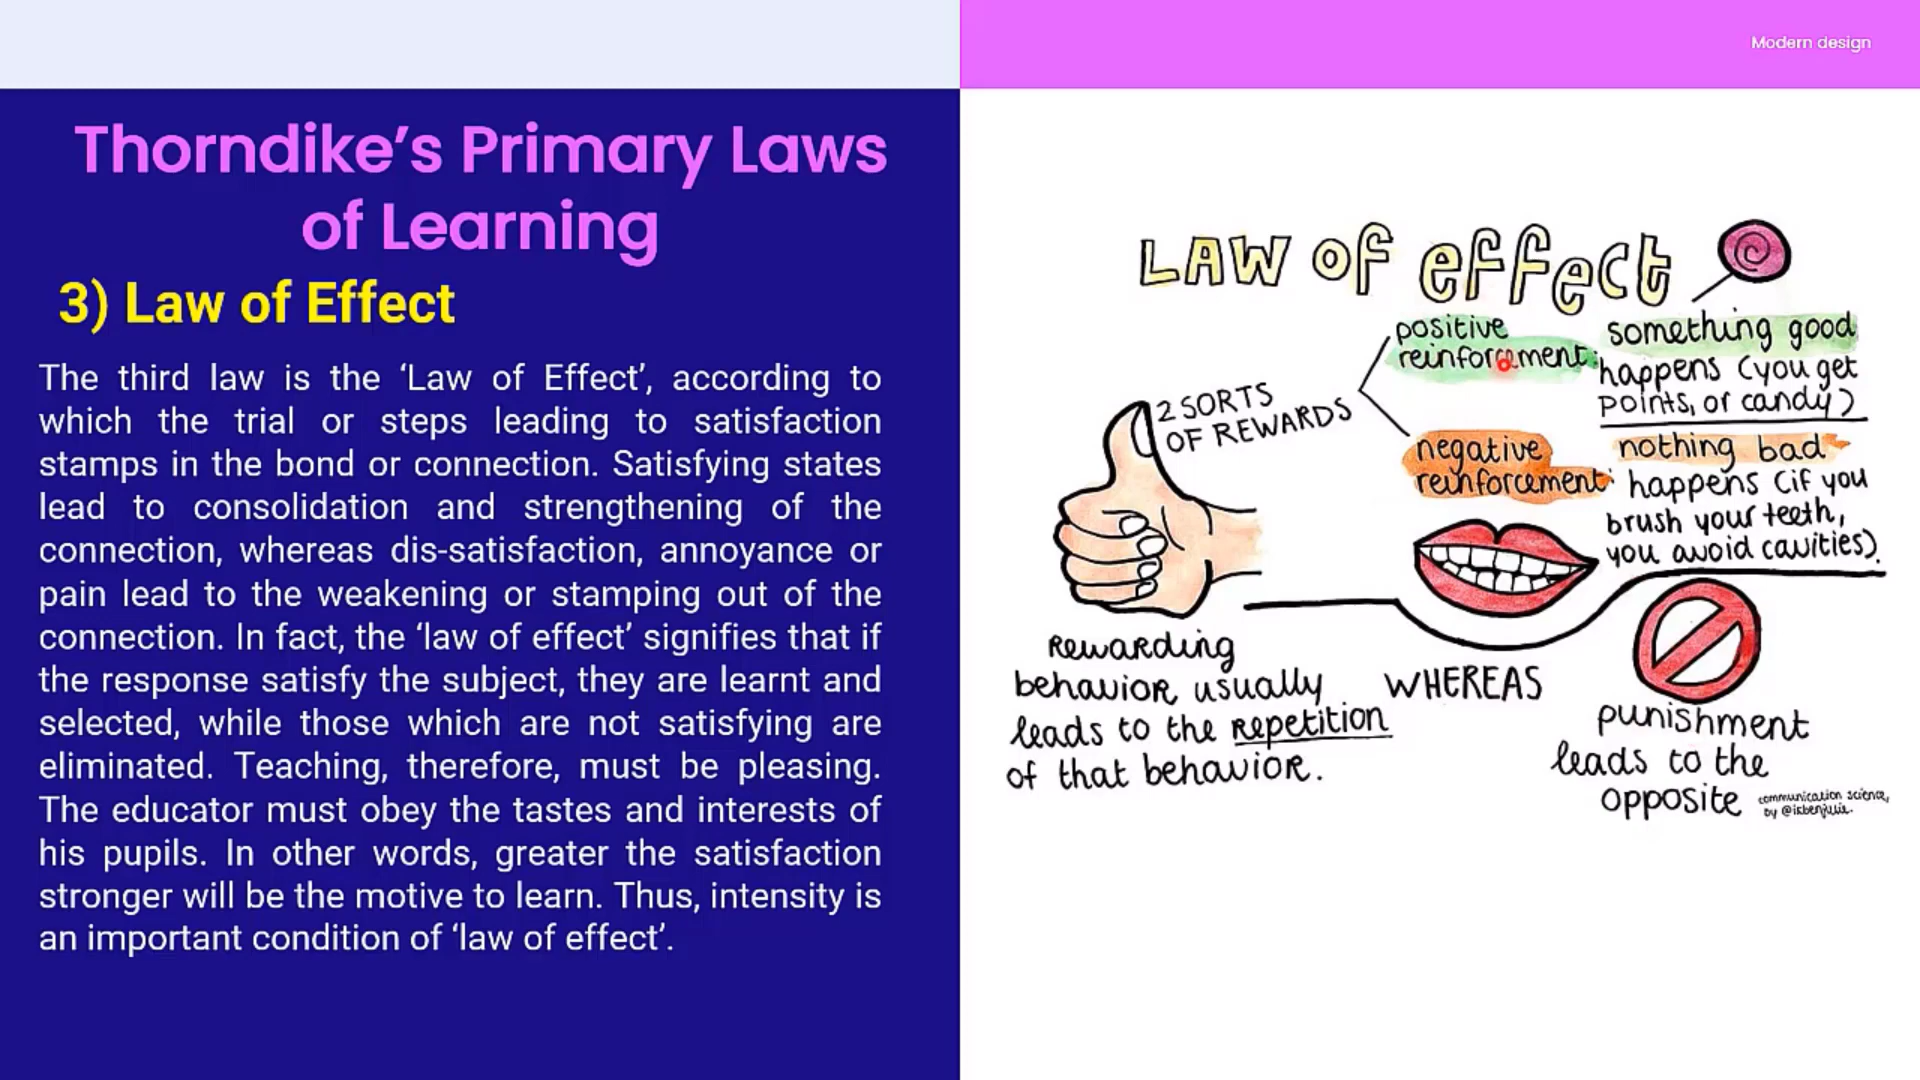 Modern design
Thorndike’s Primary Laws
of Learning
3) Law of Effect
The third law is the ‘Law of Effect’, according to
which the trial or steps leading to satisfaction
stamps in the bond or connection. Satisfying states
lead to consolidation and strengthening of the
connection, whereas dis-satisfaction, annoyance or
pain lead to the weakening or stamping out of the
connection. In fact, the ‘law of effect’ signifies that if
the response satisfy the subject, they are learnt and
selected, while those which are not satisfying are
eliminated. Teaching, therefore, must be pleasing.
The educator must obey the tastes and interests of
his pupils. In other words, greater the satisfaction
stronger will be the motive to learn. Thus, intensity is
an important condition of ‘law of effect’.
LAW OF effect
2 SORTS
OF REWARDS
positive
reinforcement:
something good
happens (you get
points, or candy)
negative
reinforcement:
nothing bad
happens (if you
brush your teeth,
you avoid cavities).
Rewarding
behavior usually
leads to the repetition
of that behavior.
WHEREAS
punishment
leads to the
opposite
communication science,
by